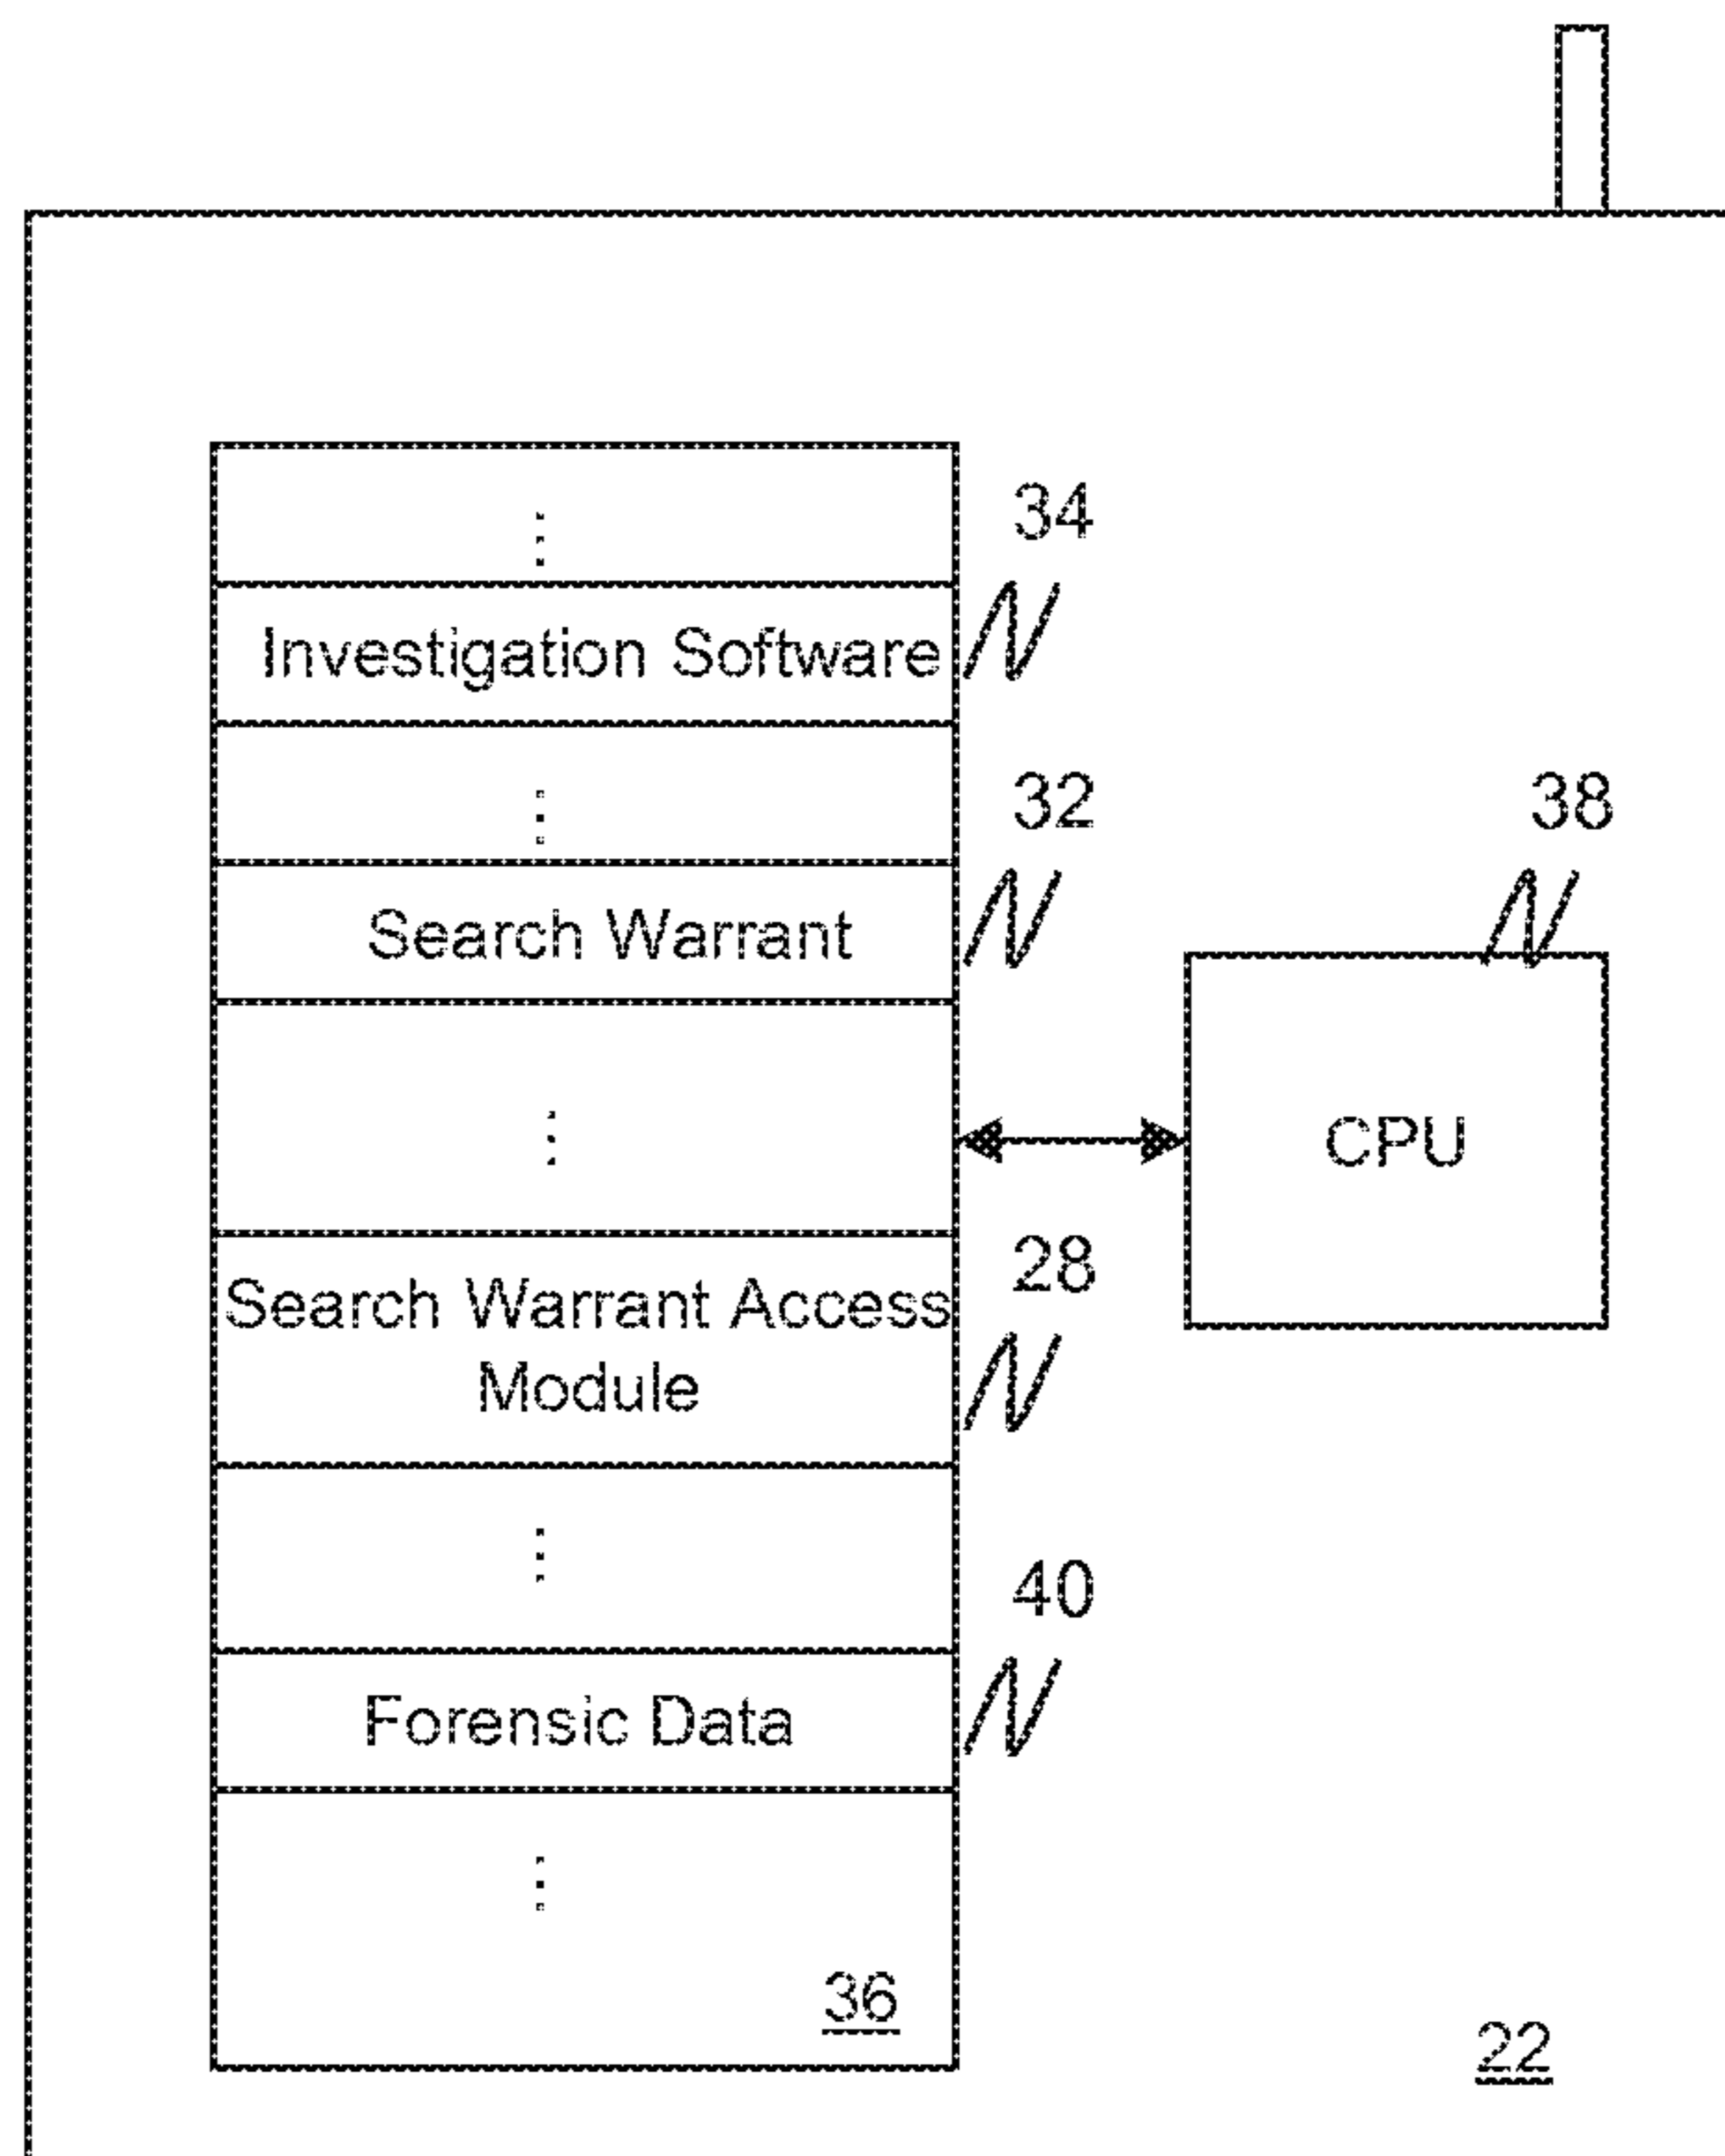 34
Investigation Software
32
38
Search Warrant
CPU
28
Search Warrant Access
Module
40
Forensic Data
36
22